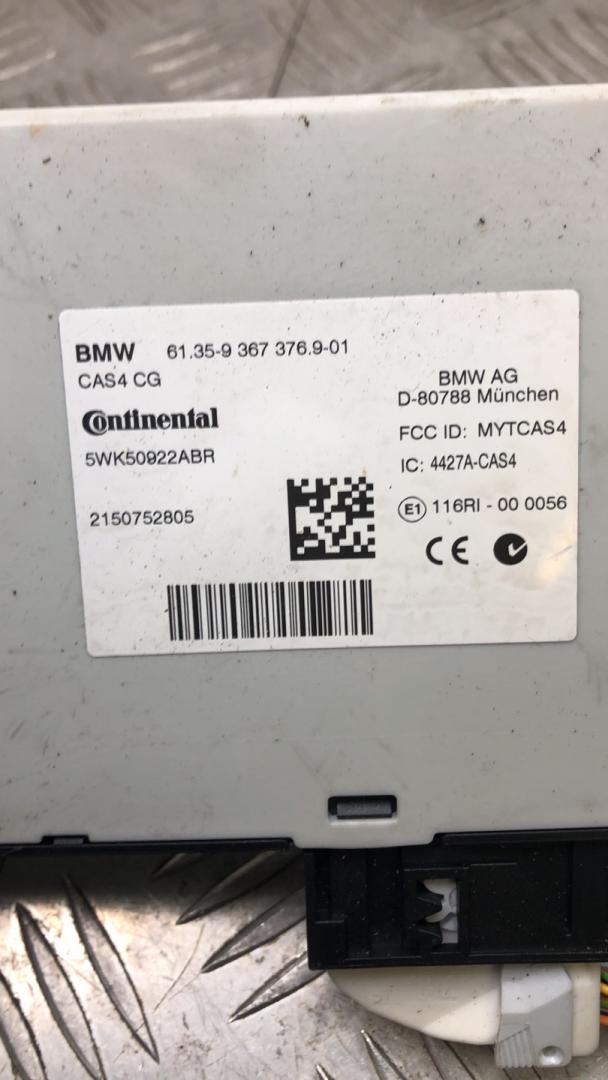 BMW 61.35-9 367 376.9-01
CAS4 CG
Continental
5WK50922ABR
2150752805
BMW AG
D-80788 München
FCC ID: MYTCAS4
IC: 4427A-CAS4
E1 116RI - 00 0056
CE